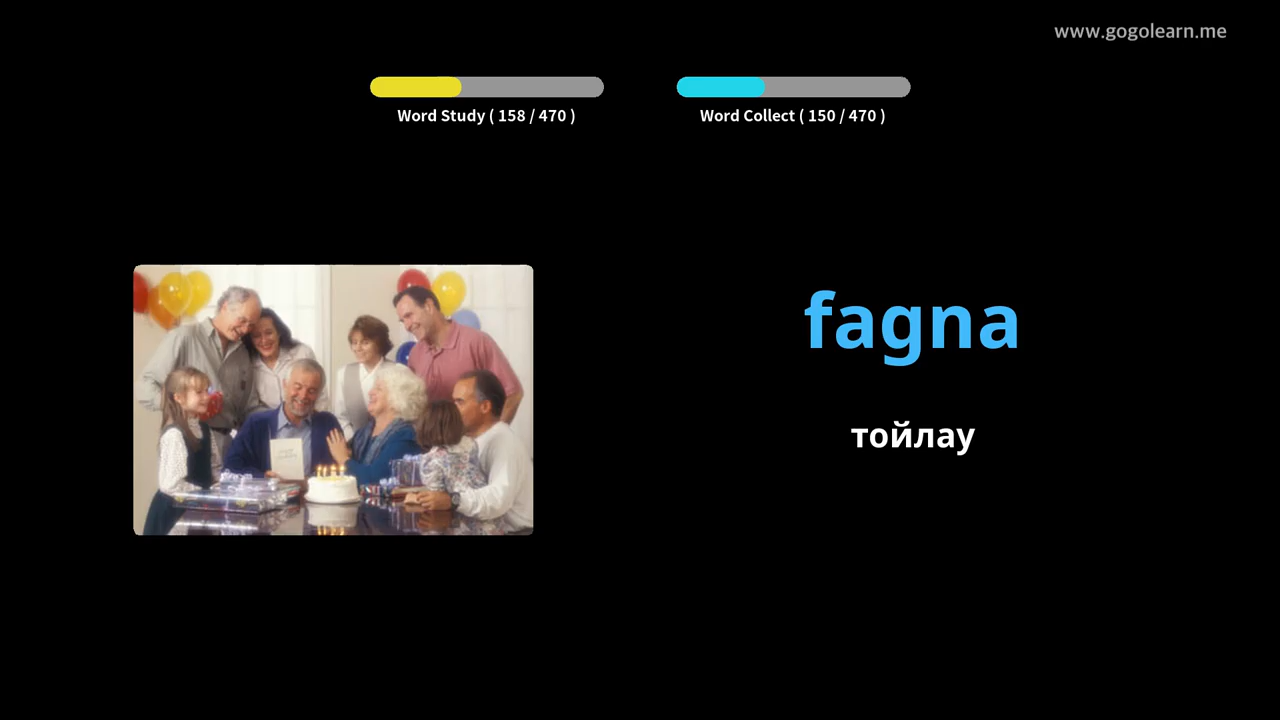 www.gogolearn.me
Word Study ( 158 / 470 )
Word Collect ( 150 / 470 )
fagna
тойлау